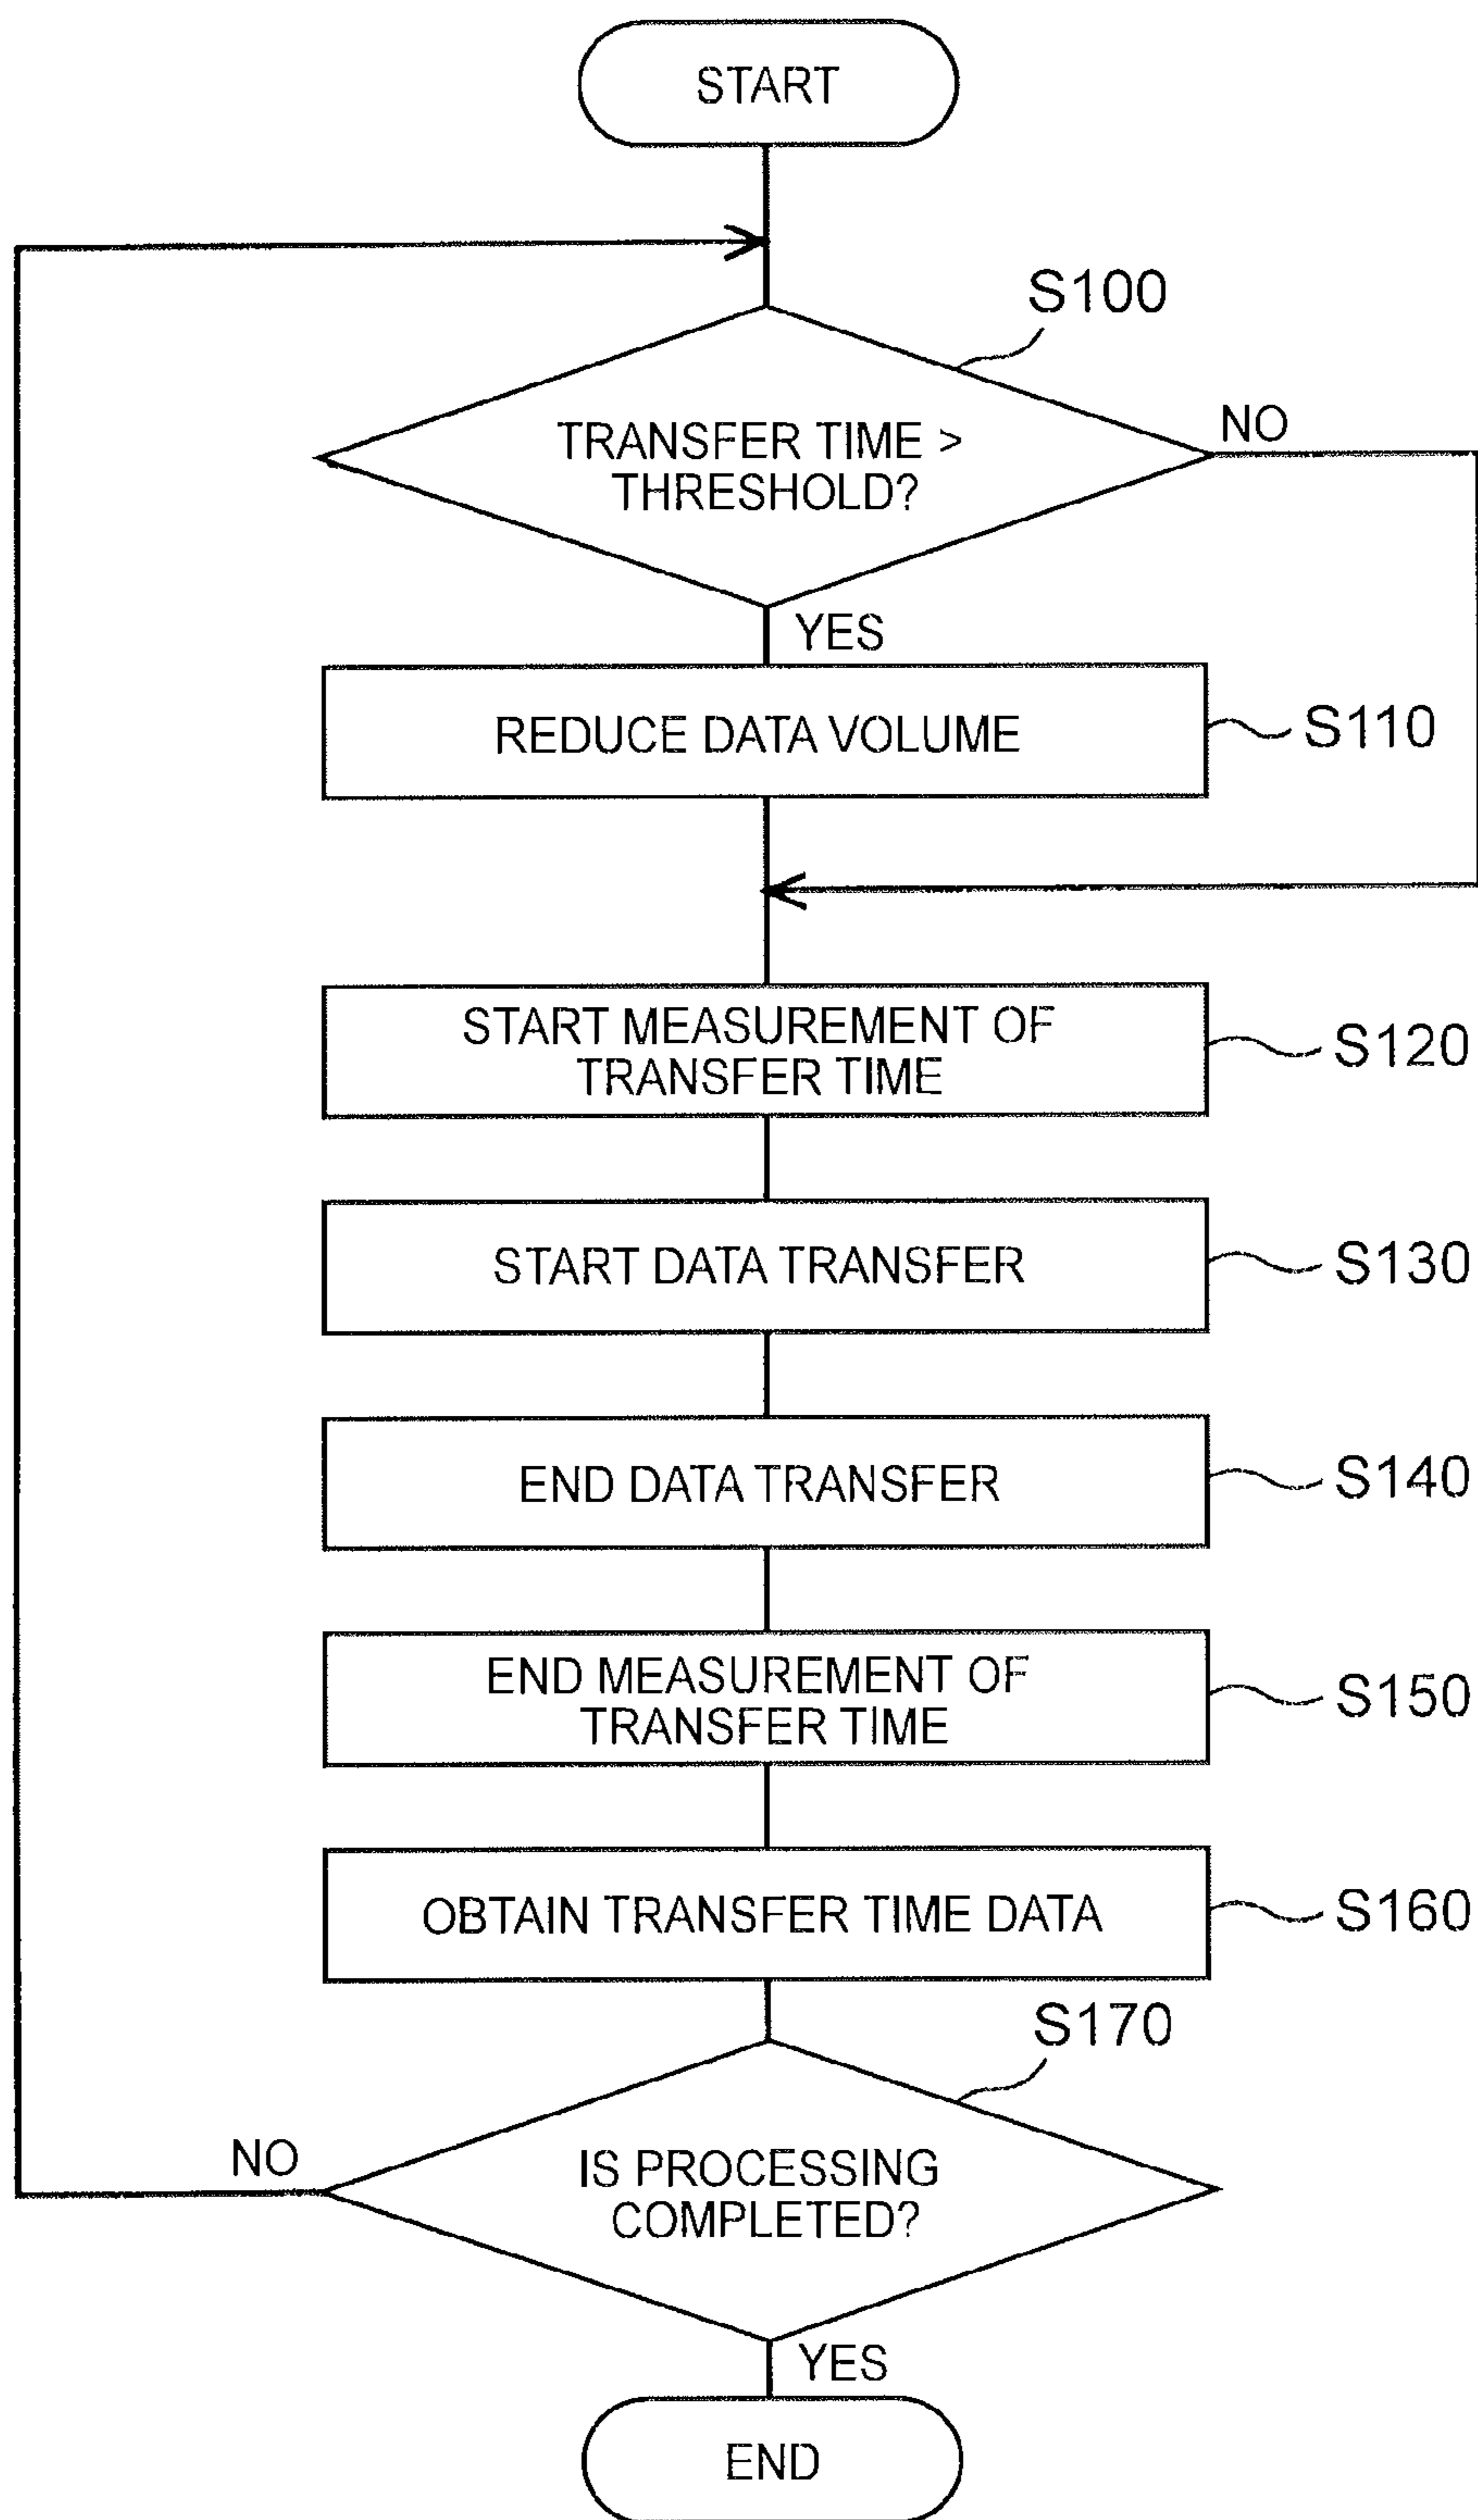 START
S100
TRANSFER TIME >
THRESHOLD?
NO
YES
REDUCE DATA VOLUME
S110
START MEASUREMENT OF
TRANSFER TIME
S120
START DATA TRANSFER
S130
END DATA TRANSFER
S140
END MEASUREMENT OF
TRANSFER TIME
S150
OBTAIN TRANSFER TIME DATA
S160
S170
NO
IS PROCESSING
COMPLETED?
YES
END